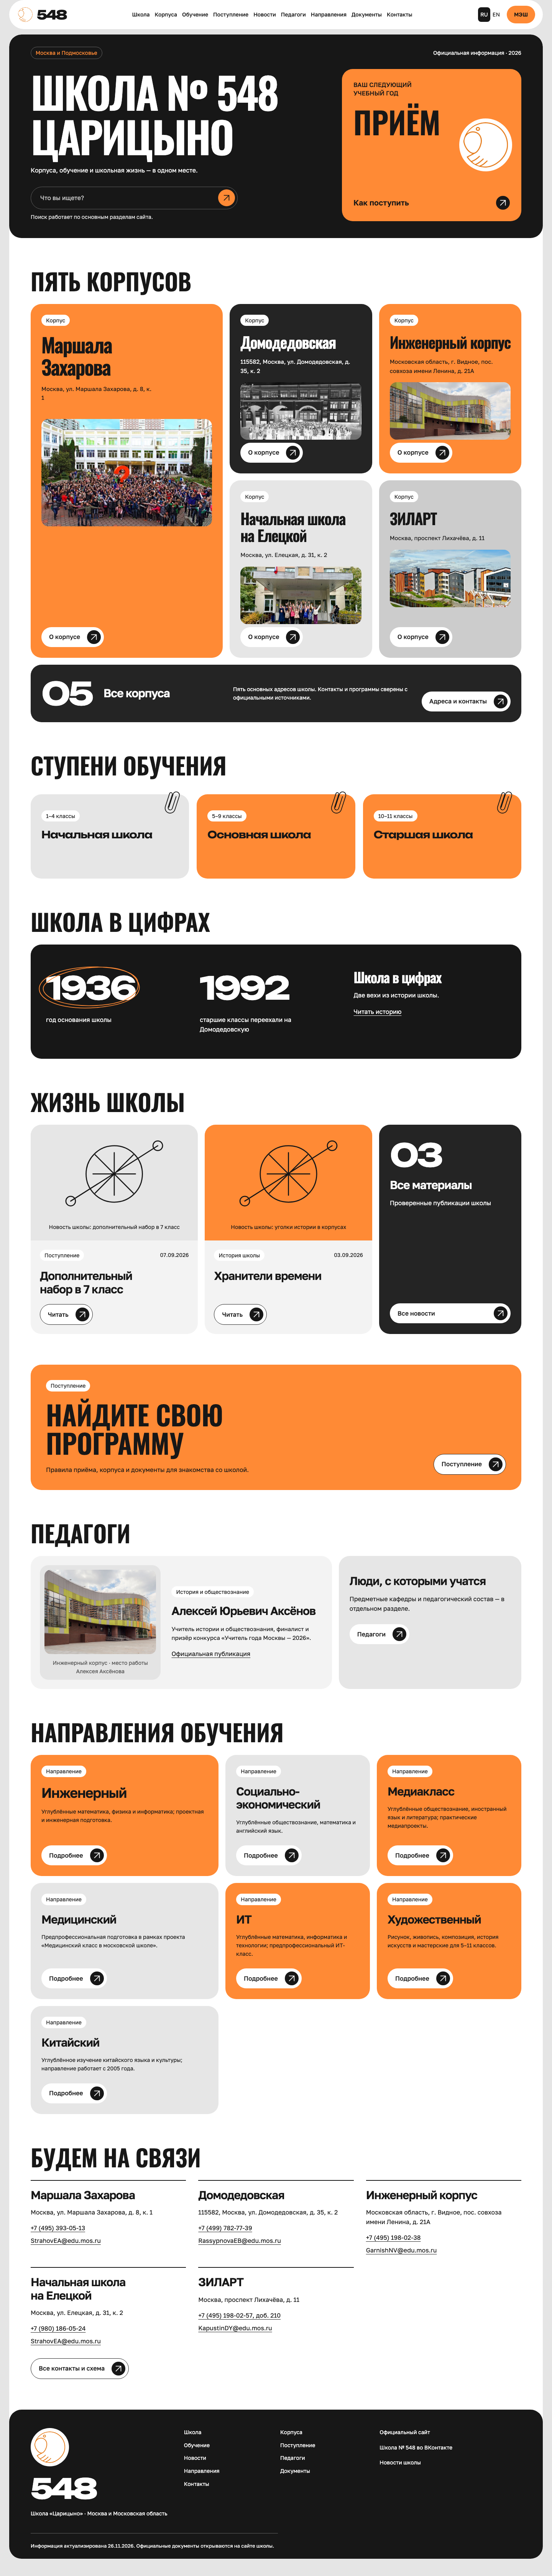 548
Школа Корпуса Обучение Поступление Новости Педагоги Направления Документы Контакты
RU EN МЭШ
Москва и Подмосковье
Официальная информация · 2026
ШКОЛА № 548
ЦАРИЦЫНО
Корпуса, обучение и школьная жизнь — в одном месте.
Что вы ищете?
Поиск работает по основным разделам сайта.
ВАШ СЛЕДУЮЩИЙ
УЧЕБНЫЙ ГОД
ПРИЁМ
Как поступить
ПЯТЬ КОРПУСОВ
Корпус
Маршала
Захарова
Москва, ул. Маршала Захарова, д. 8, к.
1
О корпусе
Корпус
Домодедовская
115582, Москва, ул. Домодедовская, д.
35, к. 2
О корпусе
Корпус
Инженерный корпус
Московская область, г. Видное, пос.
совхоза имени Ленина, д. 21А
О корпусе
Корпус
Начальная школа
на Елецкой
Москва, ул. Елецкая, д. 31, к. 2
О корпусе
Корпус
ЗИЛАРТ
Москва, проспект Лихачёва, д. 11
О корпусе
05
Все корпуса
Пять основных адресов школы. Контакты и программы сверены с
официальными источниками.
Адреса и контакты
СТУПЕНИ ОБУЧЕНИЯ
1–4 классы
Начальная школа
5–9 классы
Основная школа
10–11 классы
Старшая школа
ШКОЛА В ЦИФРАХ
1936
год основания школы
1992
старшие классы переехали на
Домодедовскую
Школа в цифрах
Две вехи из истории школы.
Читать историю
ЖИЗНЬ ШКОЛЫ
Новость школы: дополнительный набор в 7 класс
Поступление
07.09.2026
Дополнительный
набор в 7 класс
Читать
Новость школы: уголки истории в корпусах
История школы
03.09.2026
Хранители времени
Читать
03
Все материалы
Проверенные публикации школы
Все новости
Поступление
НАЙДИТЕ СВОЮ
ПРОГРАММУ
Правила приёма, корпуса и документы для знакомства со школой.
Поступление
ПЕДАГОГИ
Инженерный корпус · место работы
Алексея Аксёнова
История и обществознание
Алексей Юрьевич Аксёнов
Учитель истории и обществознания, финалист и
призёр конкурса «Учитель года Москвы — 2026».
Официальная публикация
Люди, с которыми учатся
Предметные кафедры и педагогический состав — в
отдельном разделе.
Педагоги
НАПРАВЛЕНИЯ ОБУЧЕНИЯ
Направление
Инженерный
Углублённые математика, физика и информатика; проектная
и инженерная подготовка.
Подробнее
Направление
Социально-
экономический
Углублённые обществознание, математика и
английский язык.
Подробнее
Направление
Медиакласс
Углублённые обществознание, иностранный
язык и литература; практические
медиапроекты.
Подробнее
Направление
Медицинский
Предпрофессиональная подготовка в рамках проекта
«Медицинский класс в московской школе».
Подробнее
Направление
ИТ
Углублённые математика, информатика и
технологии; предпрофессиональный ИТ-
класс.
Подробнее
Направление
Художественный
Рисунок, живопись, композиция, история
искусств и мастерские для 5–11 классов.
Подробнее
Направление
Китайский
Углублённое изучение китайского языка и культуры;
направление работает с 2005 года.
Подробнее
БУДЕМ НА СВЯЗИ
Маршала Захарова
Москва, ул. Маршала Захарова, д. 8, к. 1
+7 (495) 393-05-13
StrahovEA@edu.mos.ru
Домодедовская
115582, Москва, ул. Домодедовская, д. 35, к. 2
+7 (499) 782-77-39
RassypnovaEB@edu.mos.ru
Инженерный корпус
Московская область, г. Видное, пос. совхоза
имени Ленина, д. 21А
+7 (495) 198-02-38
GarnishNV@edu.mos.ru
Начальная школа
на Елецкой
Москва, ул. Елецкая, д. 31, к. 2
+7 (980) 186-05-24
StrahovEA@edu.mos.ru
ЗИЛАРТ
Москва, проспект Лихачёва, д. 11
+7 (495) 198-02-57, доб. 210
KapustinDY@edu.mos.ru
Все контакты и схема
548
Школа «Царицыно» · Москва и Московская область
Школа
Обучение
Новости
Направления
Контакты
Корпуса
Поступление
Педагоги
Документы
Официальный сайт
Школа № 548 во ВКонтакте
Новости школы
Информация актуализирована 26.11.2026. Официальные документы открываются на сайте школы.